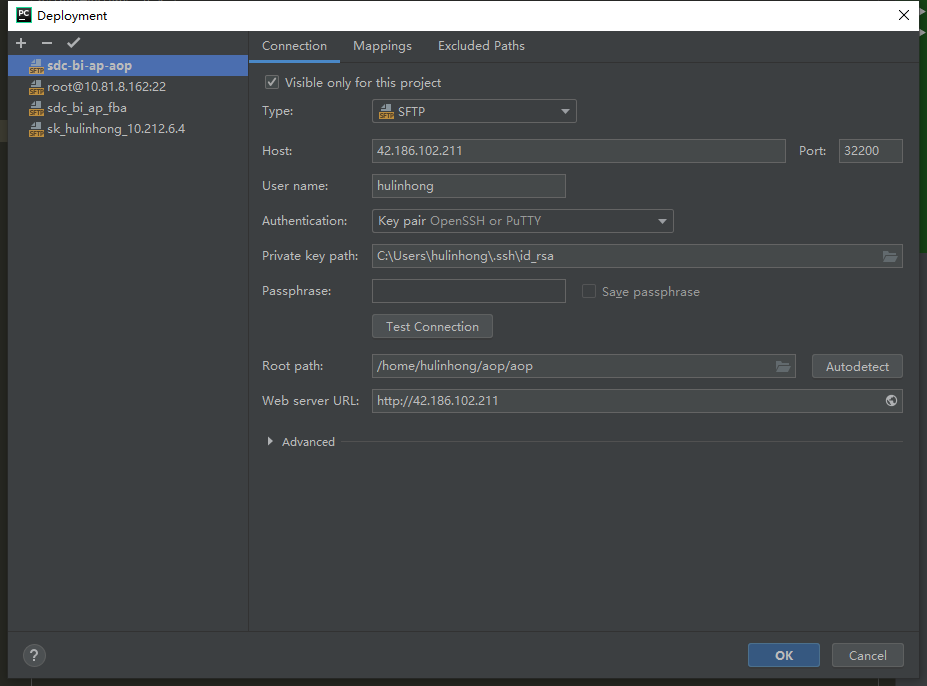 PC Deployment
Connection Mappings Excluded Paths
sdc-bi-ap-aop
root@10.81.8.162:22
sdc_bi_ap_fba
sk_hulinhong_10.212.6.4
Visible only for this project
Type: SFTP
Host: 42.186.102.211 Port: 32200
User name: hulinhong
Authentication: Key pair OpenSSH or PuTTY
Private key path: C:\Users\hulinhong\.ssh\id_rsa
Passphrase: Save passphrase
Test Connection
Root path: /home/hulinhong/aop/aop Autodetect
Web server URL: http://42.186.102.211
Advanced
? OK Cancel